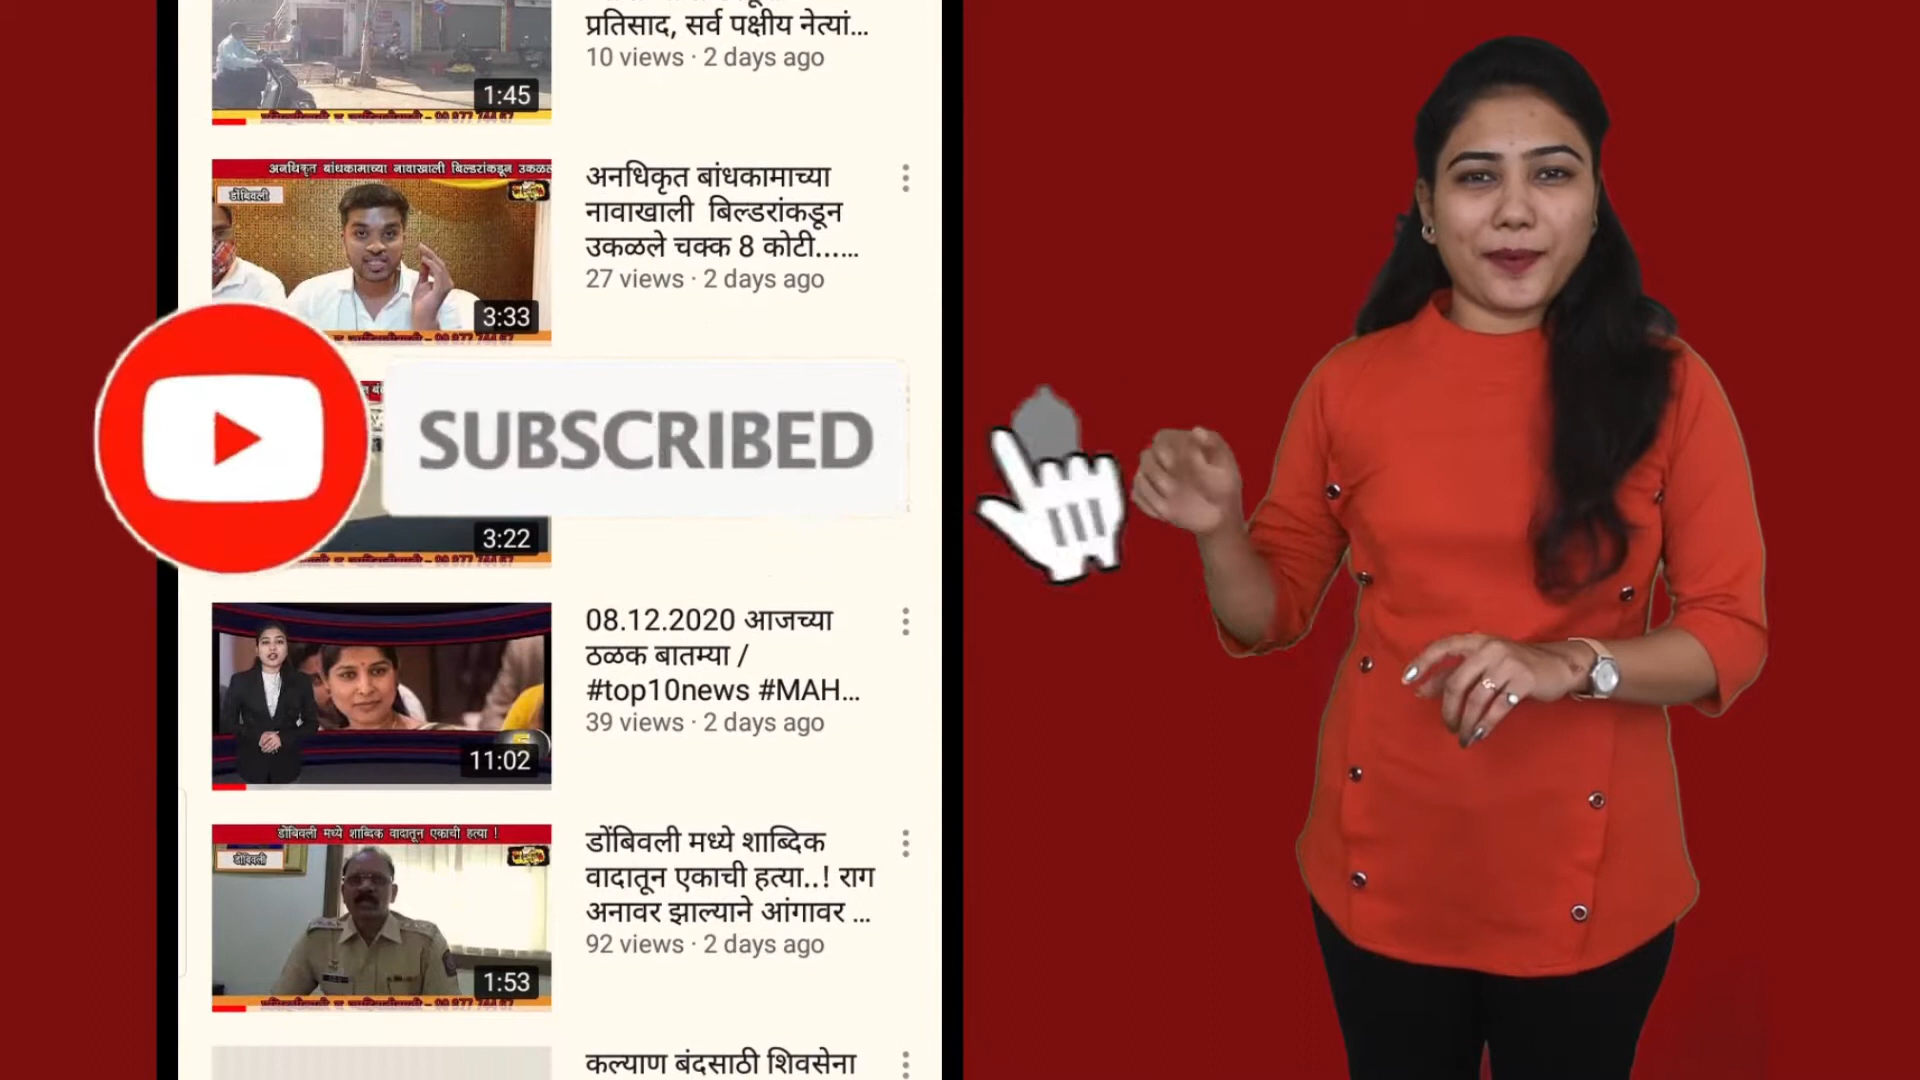 प्रतिसाद, सर्व पक्षीय नेत्यां...
10 views · 2 days ago
1:45
अनधिकृत बांधकामाच्या नावाखाली बिल्डरांकडून
डोंबिवली
3:33
अनधिकृत बांधकामाच्या
नावाखाली बिल्डरांकडून
उकळले चक्क 8 कोटी......
27 views · 2 days ago
SUBSCRIBED
3:22
11:02
08.12.2020 आजच्या
ठळक बातम्या /
#top10news #MAH...
39 views · 2 days ago
डोंबिवली मध्ये शाब्दिक वादातून एकाची हत्या !
डोंबिवली
1:53
डोंबिवली मध्ये शाब्दिक
वादातून एकाची हत्या..! राग
अनावर झाल्याने आंगावर ...
92 views · 2 days ago
कल्याण बंदसाठी शिवसेना